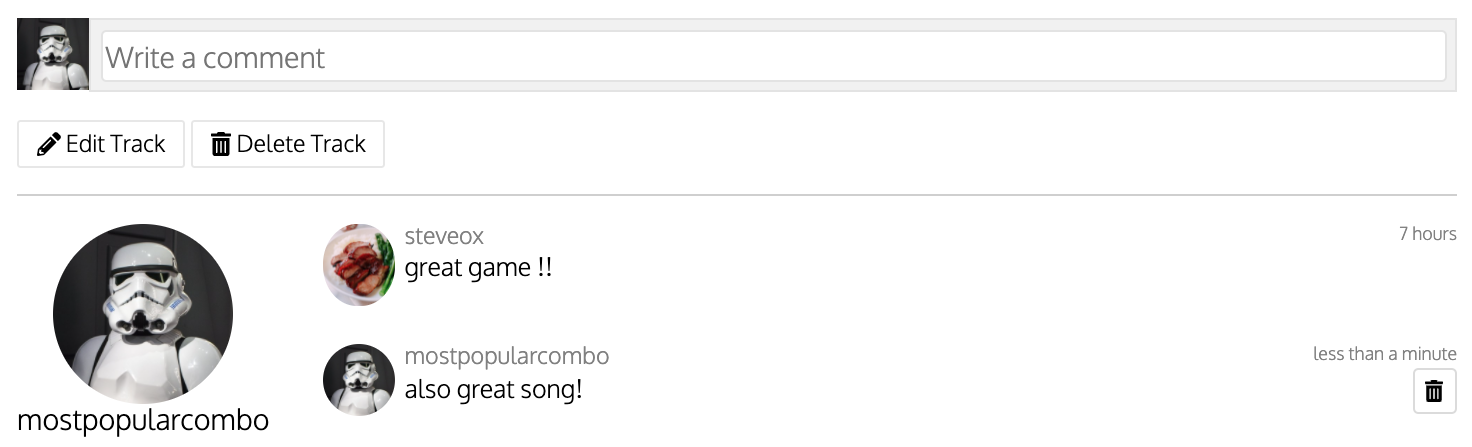 Write a comment
Edit Track
Delete Track
steveox
7 hours
great game !!
mostpopularcombo
less than a minute
also great song!
mostpopularcombo